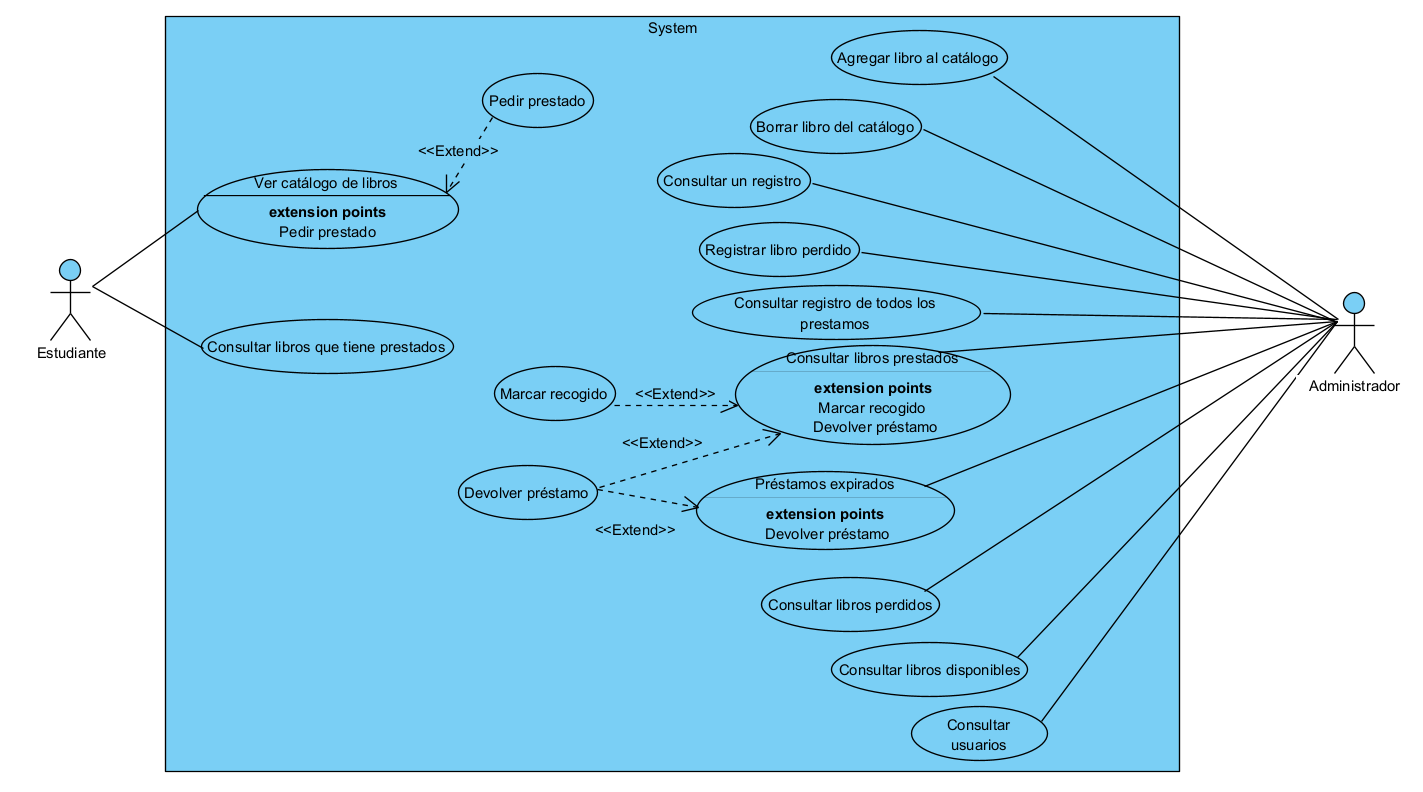 System
Agregar libro al catálogo
Pedir prestado
Borrar libro del catálogo
<<Extend>>
Consultar un registro
Ver catálogo de libros
extension points
Pedir prestado
Registrar libro perdido
Consultar registro de todos los
prestamos
Estudiante
Consultar libros que tiene prestados
Consultar libros prestados
extension points
Marcar recogido
Devolver préstamo
Administrador
Marcar recogido
<<Extend>>
<<Extend>>
Devolver préstamo
Préstamos expirados
extension points
Devolver préstamo
<<Extend>>
Consultar libros perdidos
Consultar libros disponibles
Consultar
usuarios